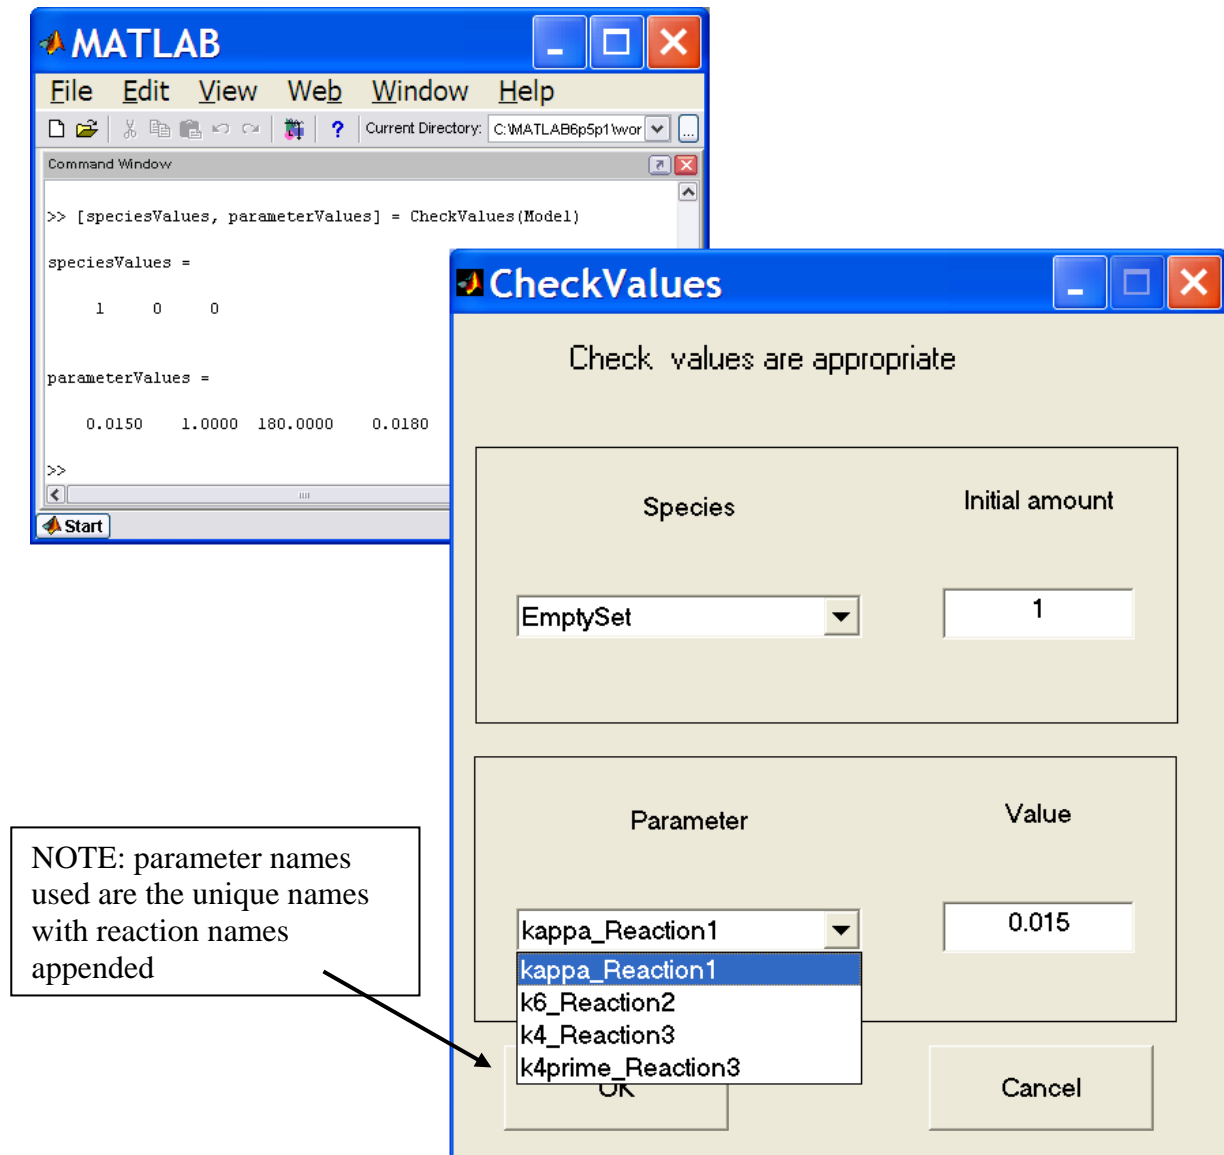 MATLAB
File Edit View Web Window Help
? Current Directory: C:\MATLAB6p5p1\wor ...
Command Window
>> [speciesValues, parameterValues] = CheckValues(Model)
speciesValues =
1 0 0
parameterValues =
0.0150 1.0000 180.0000 0.0180
>>
Start
CheckValues
Check values are appropriate
Species Initial amount
EmptySet 1
Parameter Value
kappa_Reaction1 0.015
kappa_Reaction1
k6_Reaction2
k4_Reaction3
k4prime_Reaction3
OK Cancel
NOTE: parameter names
used are the unique names
with reaction names
appended